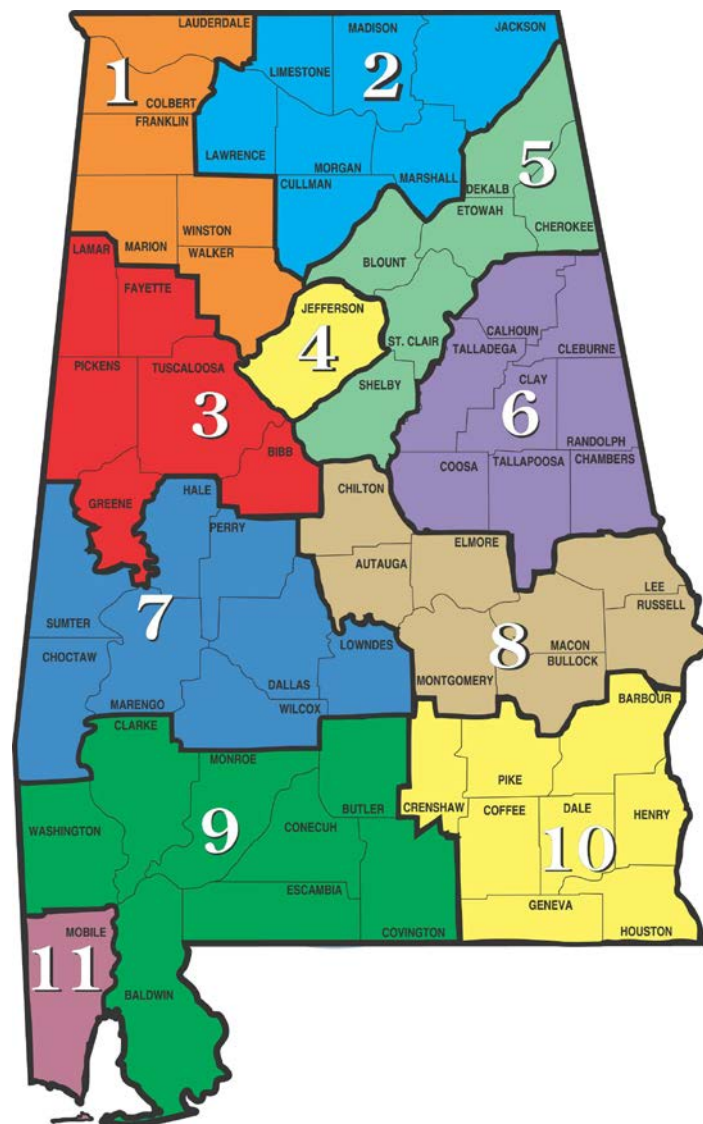 LAUDERDALE
MADISON
JACKSON
LIMESTONE
1
2
COLBERT
FRANKLIN
LAWRENCE
MORGAN
MARSHALL
CULLMAN
5
DEKALB
ETOWAH
CHEROKEE
WINSTON
MARION
WALKER
LAMAR
BLOUNT
FAYETTE
JEFFERSON
4
ST. CLAIR
CALHOUN
TALLADEGA
CLEBURNE
PICKENS
TUSCALOOSA
SHELBY
CLAY
3
6
RANDOLPH
BIBB
COOSA
TALLAPOOSA
CHAMBERS
HALE
CHILTON
GREENE
PERRY
ELMORE
AUTAUGA
LEE
RUSSELL
SUMTER
7
LOWNDES
MACON
8
CHOCTAW
BULLOCK
DALLAS
MONTGOMERY
MARENGO
WILCOX
BARBOUR
CLARKE
MONROE
PIKE
CRENSHAW
COFFEE
DALE
HENRY
BUTLER
WASHINGTON
9
CONECUH
10
ESCAMBIA
GENEVA
MOBILE
COVINGTON
HOUSTON
11
BALDWIN